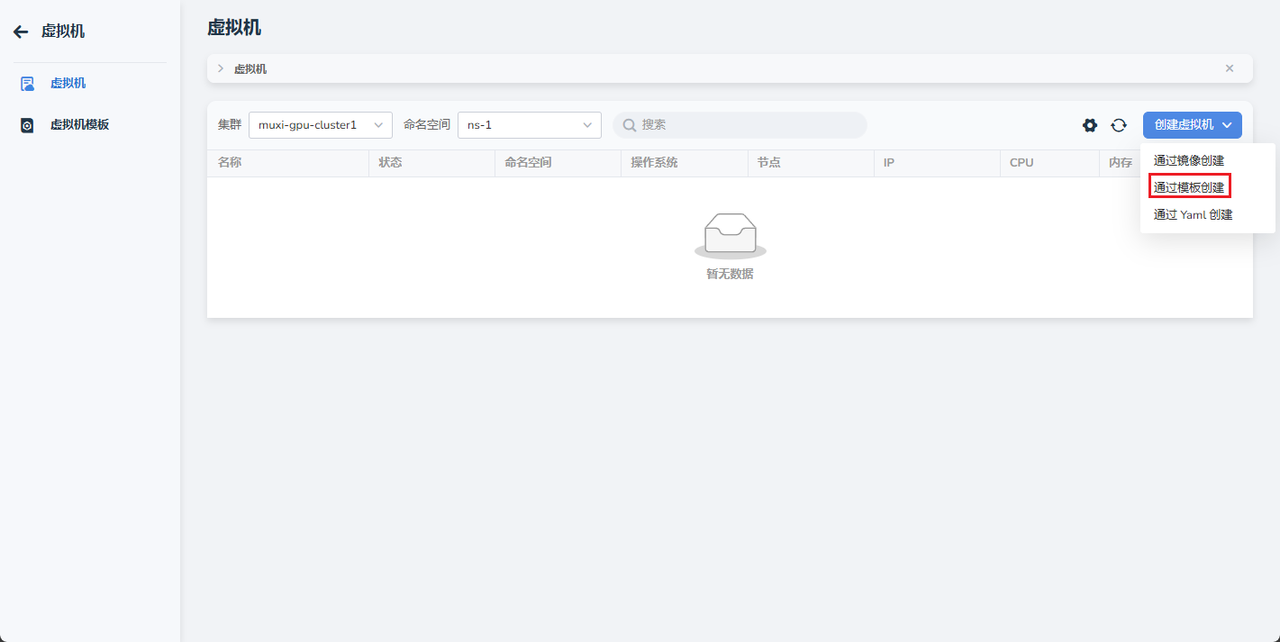 虚拟机
虚拟机
虚拟机模板
虚拟机
虚拟机
集群 muxi-gpu-cluster1 命名空间 ns-1 搜索 创建虚拟机
名称 状态 命名空间 操作系统 节点 IP CPU 内存
通过镜像创建
通过模板创建
通过 Yaml 创建
暂无数据